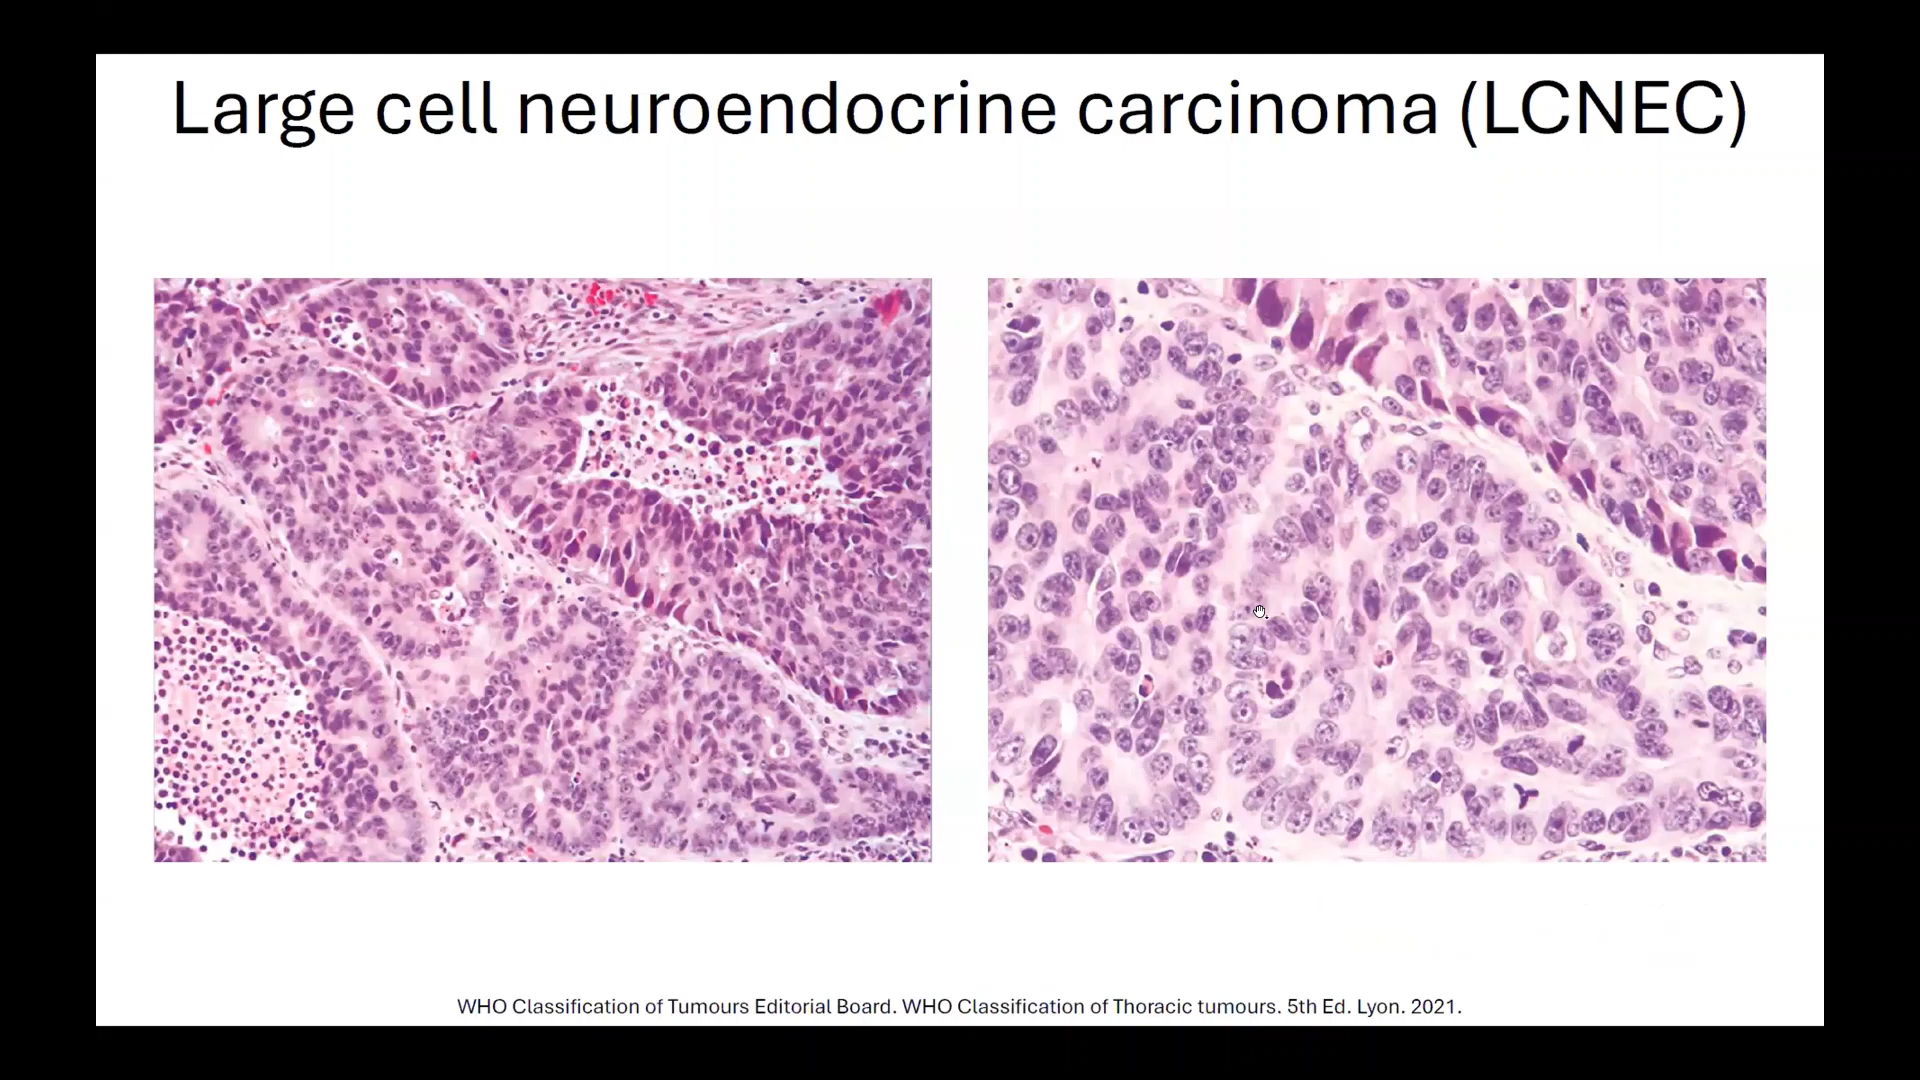 Large cell neuroendocrine carcinoma (LCNEC)
WHO Classification of Tumours Editorial Board. WHO Classification of Thoracic tumours. 5th Ed. Lyon. 2021.